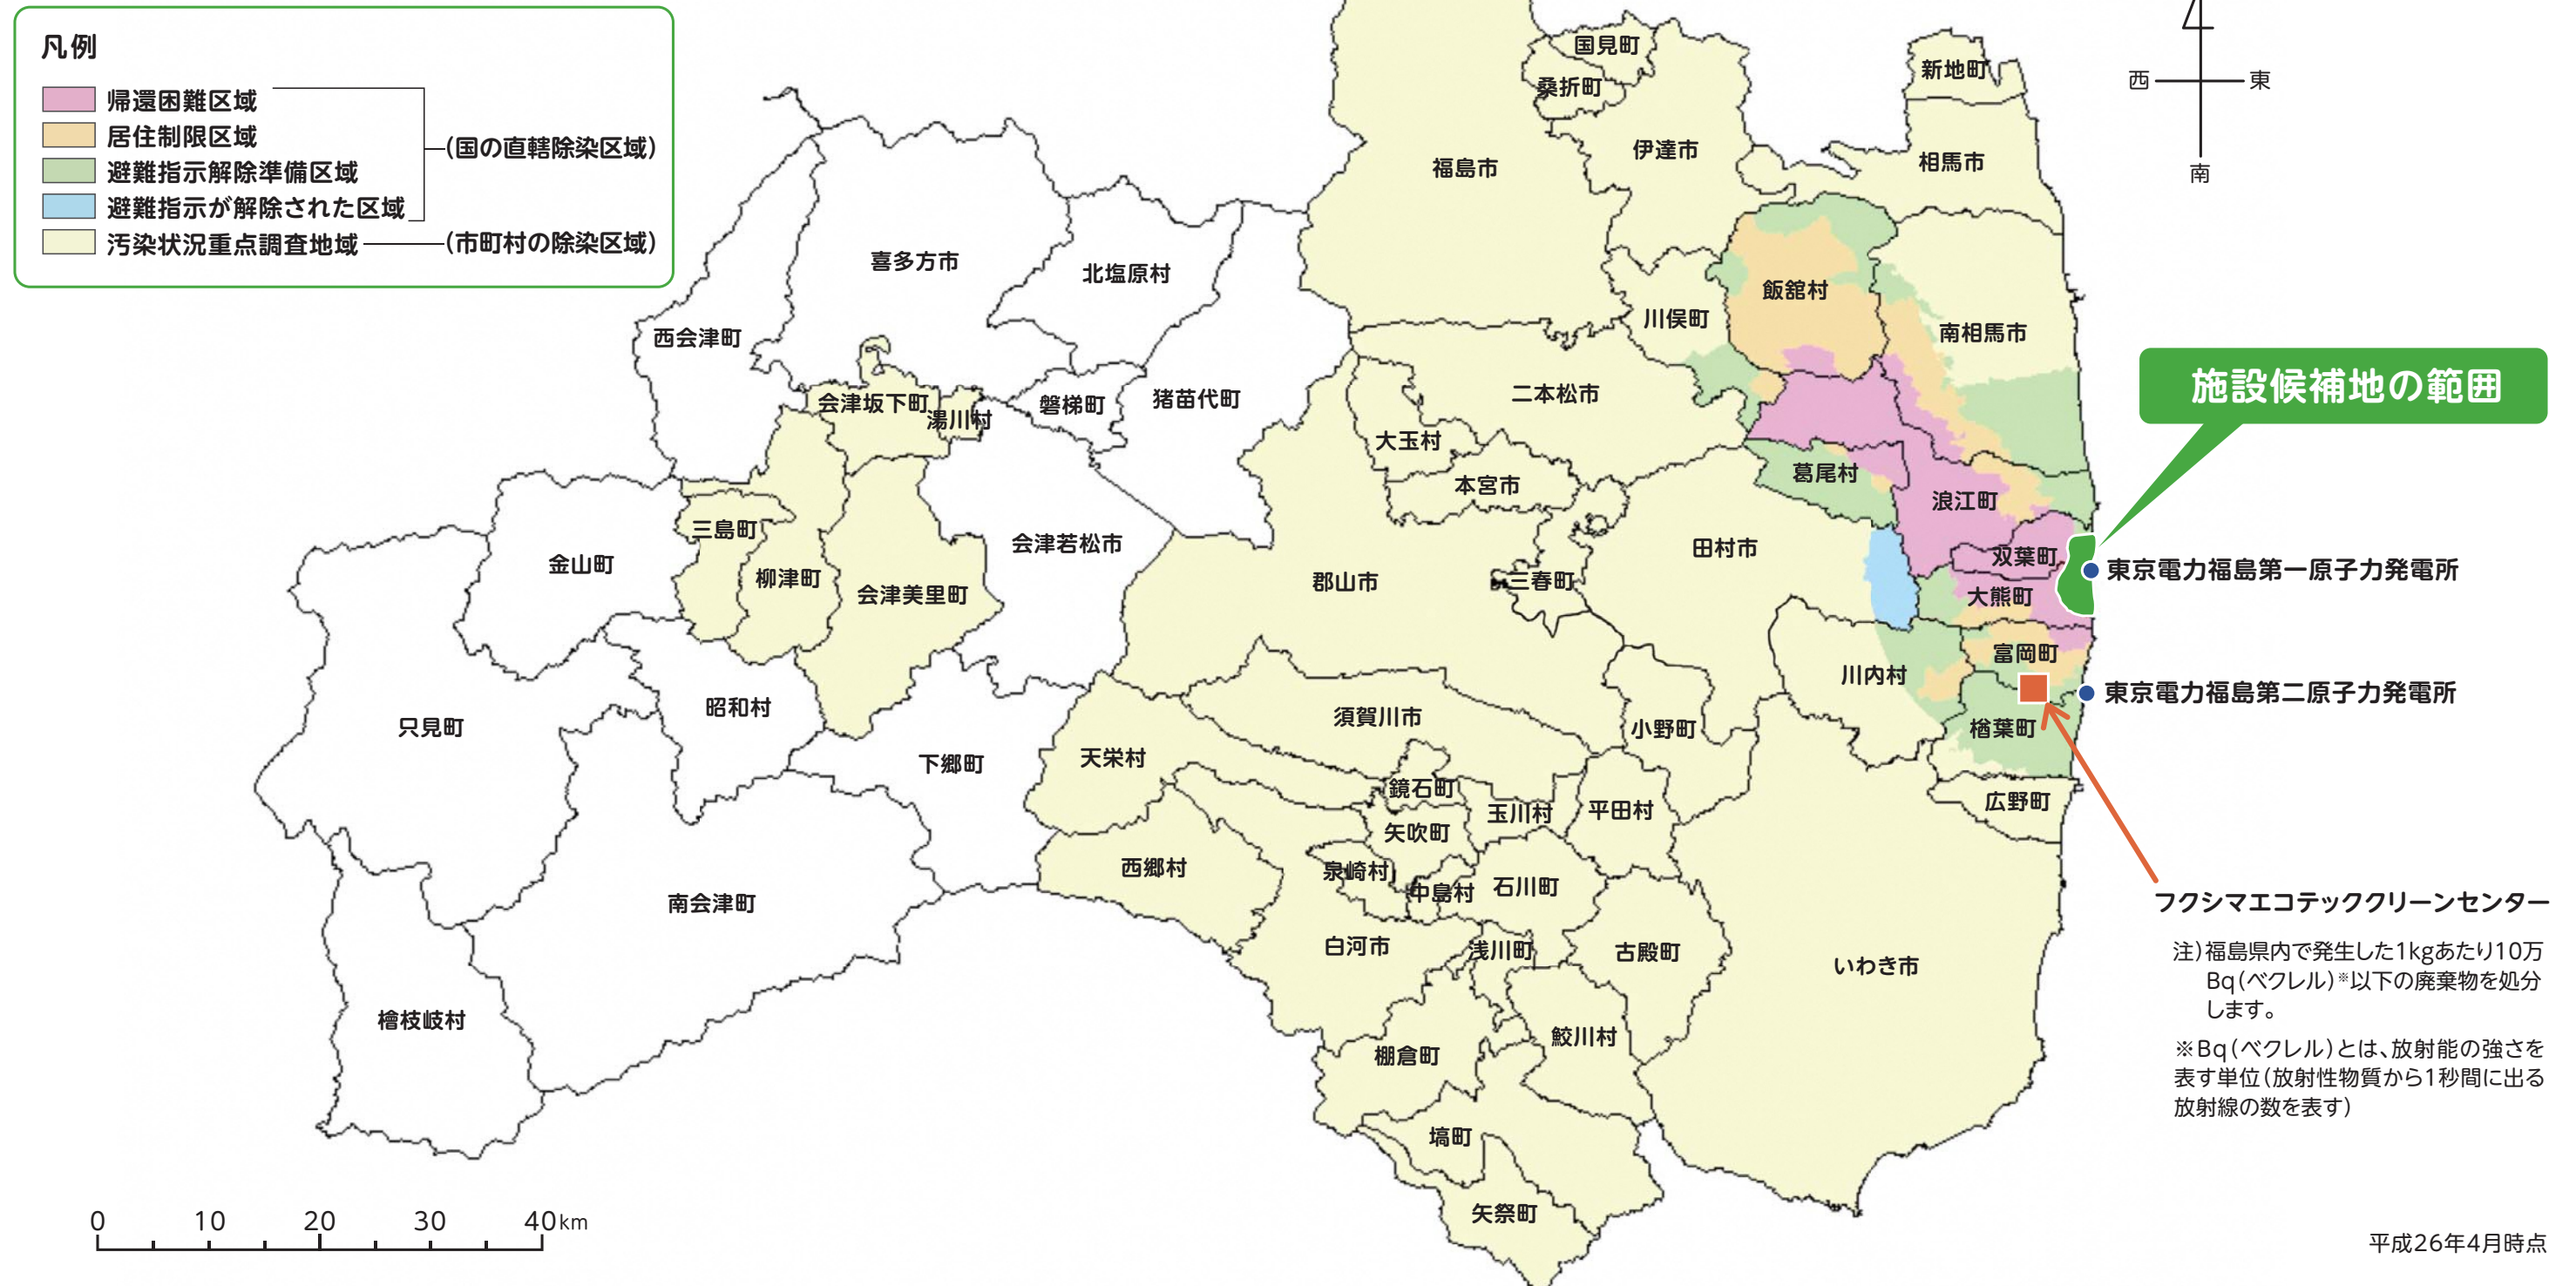 凡例
帰還困難区域
居住制限区域
避難指示解除準備区域
避難指示が解除された区域
(国の直轄除染区域)
汚染状況重点調査地域
(市町村の除染区域)
西
東
南
国見町
桑折町
新地町
伊達市
福島市
相馬市
喜多方市
北塩原村
飯舘村
川俣町
南相馬市
西会津町
会津坂下町
湯川村
磐梯町
猪苗代町
二本松市
施設候補地の範囲
大玉村
本宮市
葛尾村
浪江町
三島町
金山町
会津若松市
田村市
双葉町
東京電力福島第一原子力発電所
柳津町
会津美里町
郡山市
三春町
大熊町
富岡町
川内村
東京電力福島第二原子力発電所
昭和村
只見町
須賀川市
小野町
楢葉町
下郷町
天栄村
鏡石町
玉川村
平田村
広野町
矢吹町
西郷村
泉崎村
中島村
石川町
南会津町
フクシマエコテッククリーンセンター
白河市
浅川町
古殿町
いわき市
注)福島県内で発生した1kgあたり10万
Bq(ベクレル)※以下の廃棄物を処分
します。
檜枝岐村
棚倉町
鮫川村
※Bq(ベクレル)とは、放射能の強さを
表す単位(放射性物質から1秒間に出る
放射線の数を表す)
塙町
矢祭町
0 10 20 30 40km
平成26年4月時点